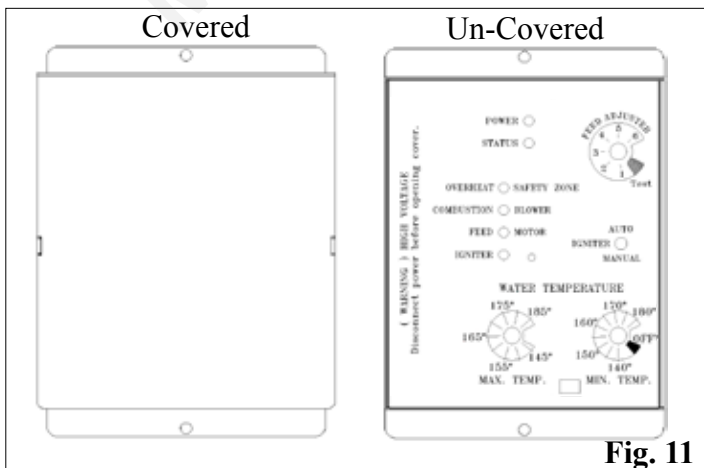 Covered
Un-Covered
( WARNING ) HIGH VOLTAGE
Disconnect power before opening cover.
POWER
STATUS
FEED ADJUSTER
1 2 3 4 5 6
Test
OVERHEAT SAFETY ZONE
COMBUSTION BLOWER
FEED MOTOR
IGNITER
AUTO
IGNITER
MANUAL
WATER TEMPERATURE
175° 185°
165°
155° 145°
MAX. TEMP.
170° 180°
160° OFF°
150° 140°
MIN. TEMP.
Fig. 11